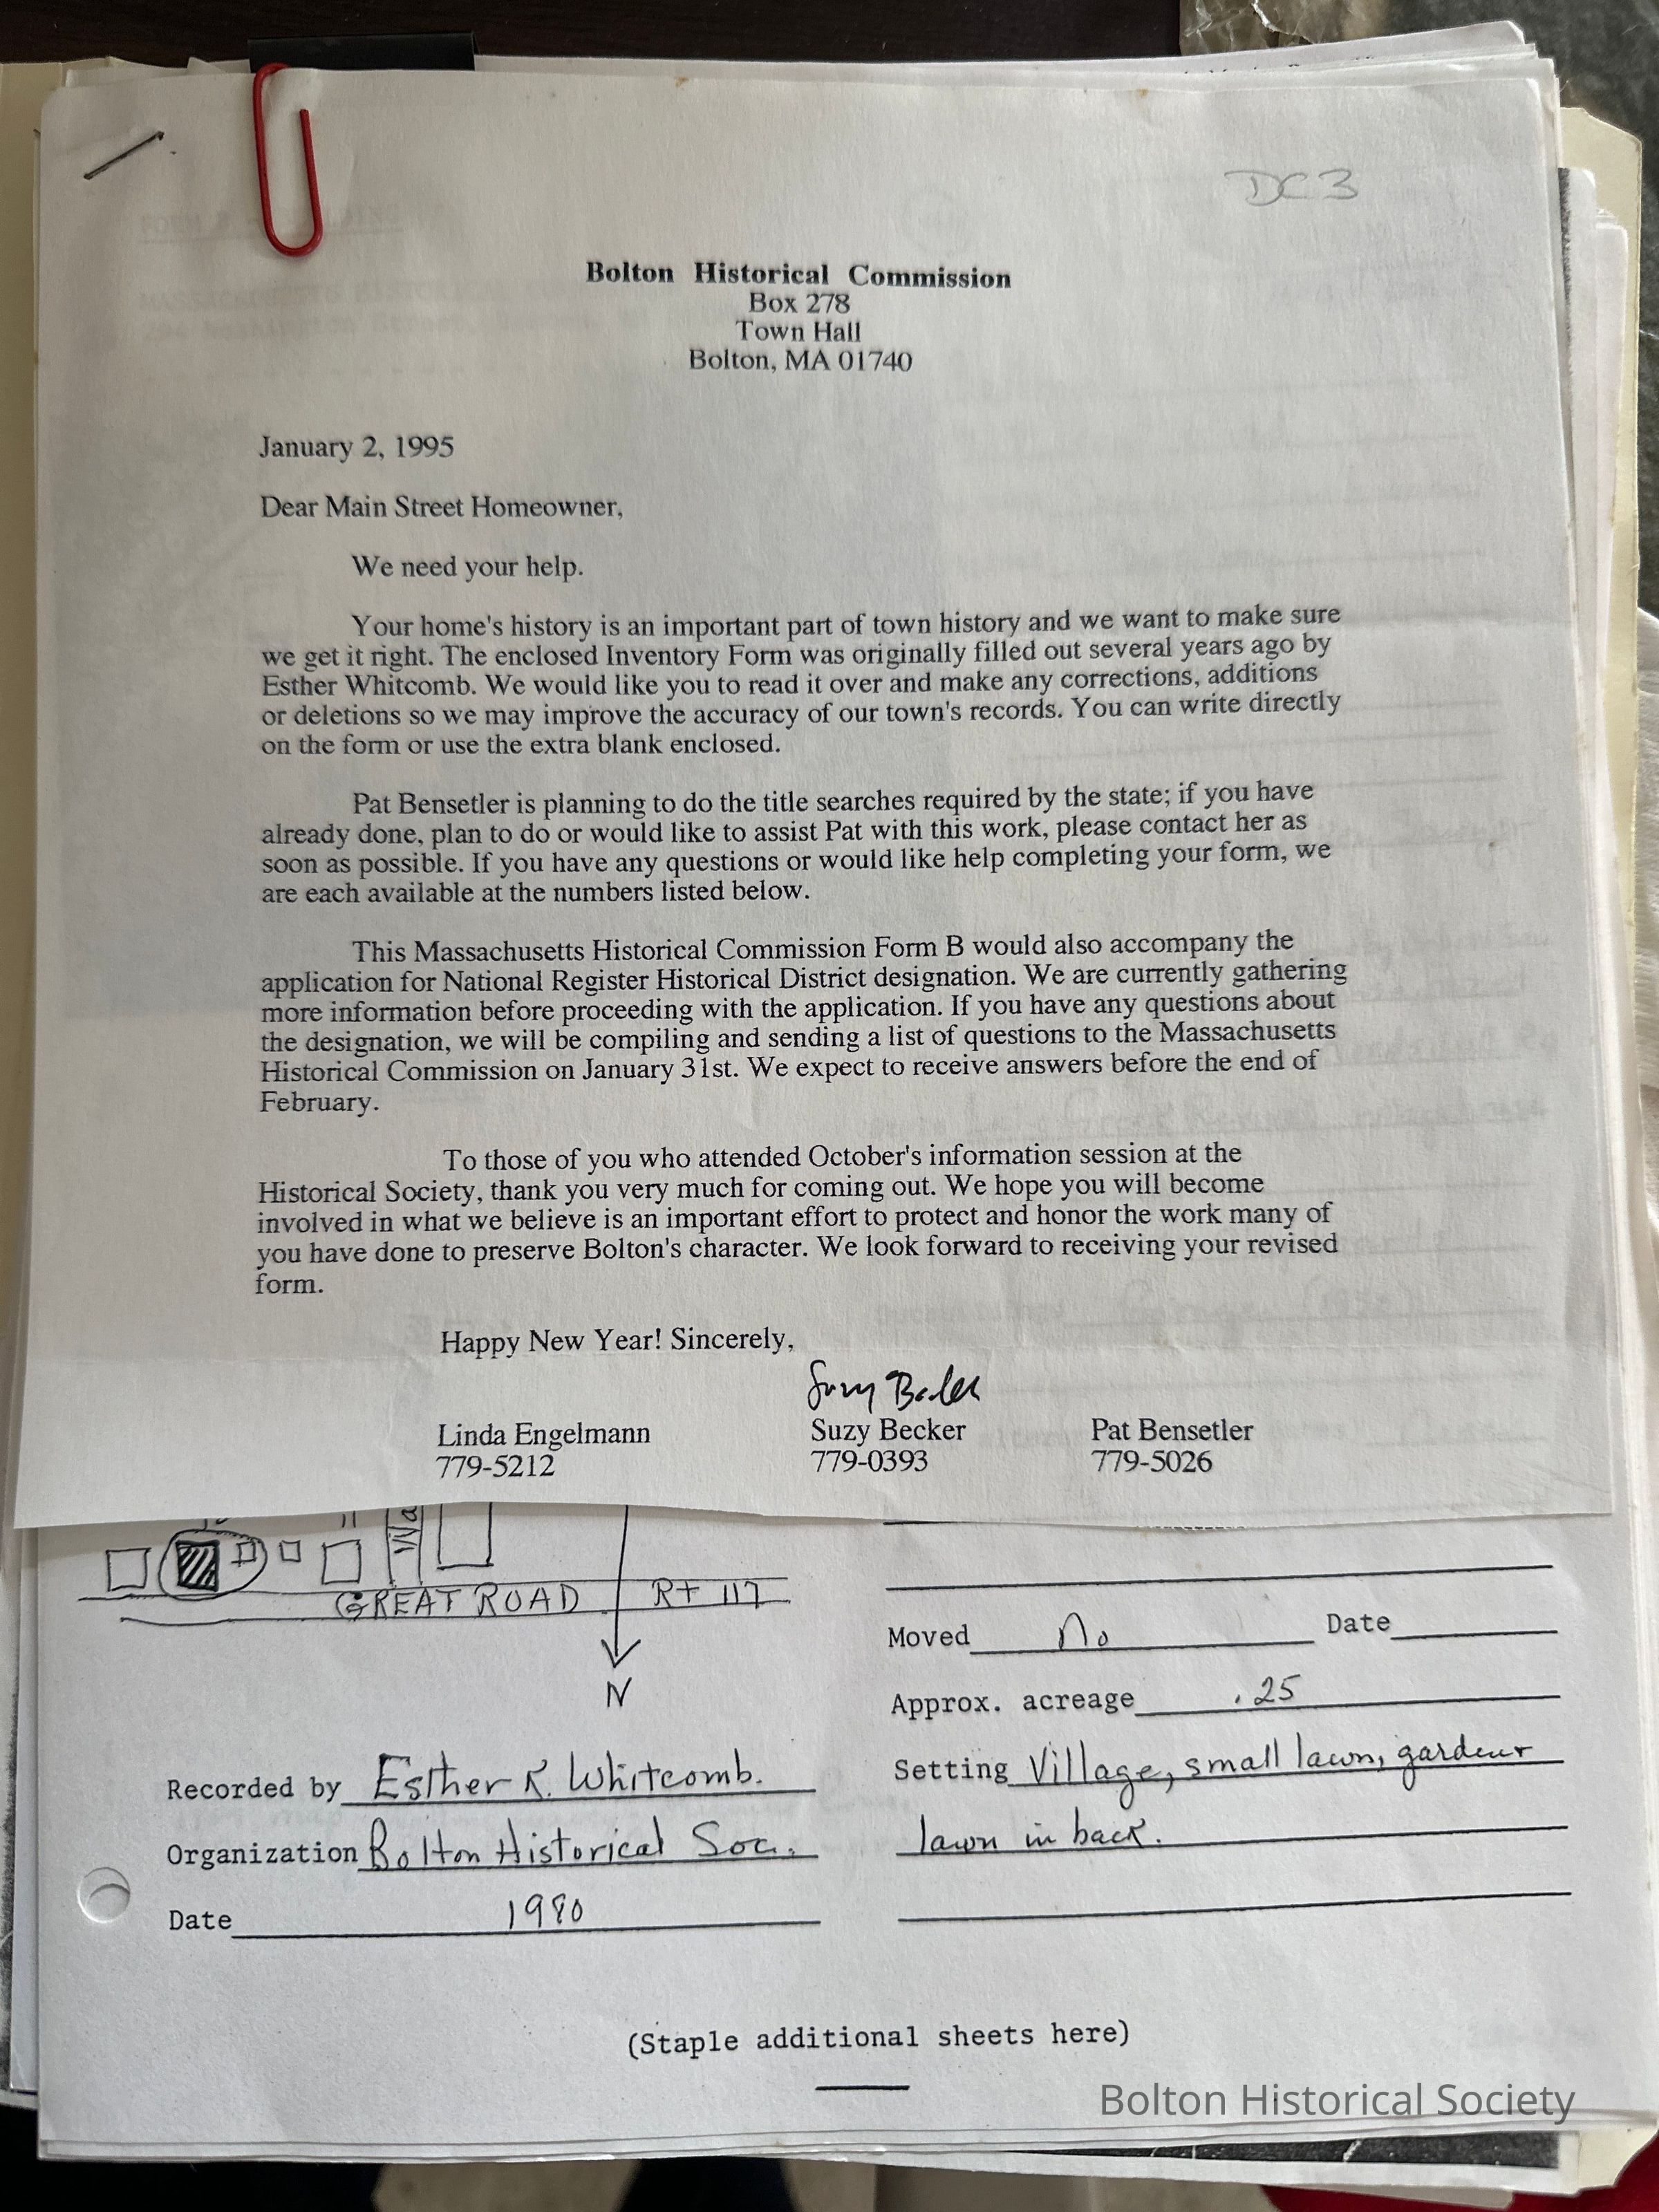 DC3
Bolton Historical Commission
Box 278
Town Hall
Bolton, MA 01740
January 2, 1995
Dear Main Street Homeowner,
We need your help.
Your home's history is an important part of town history and we want to make sure
we get it right. The enclosed Inventory Form was originally filled out several years ago by
Esther Whitcomb. We would like you to read it over and make any corrections, additions
or deletions so we may improve the accuracy of our town's records. You can write directly
on the form or use the extra blank enclosed.
Pat Bensetler is planning to do the title searches required by the state; if you have
already done, plan to do or would like to assist Pat with this work, please contact her as
soon as possible. If you have any questions or would like help completing your form, we
are each available at the numbers listed below.
This Massachusetts Historical Commission Form B would also accompany the
application for National Register Historical District designation. We are currently gathering
more information before proceeding with the application. If you have any questions about
the designation, we will be compiling and sending a list of questions to the Massachusetts
Historical Commission on January 31st. We expect to receive answers before the end of
February.
To those of you who attended October's information session at the
Historical Society, thank you very much for coming out. We hope you will become
involved in what we believe is an important effort to protect and honor the work many of
you have done to preserve Bolton's character. We look forward to receiving your revised
form.
Happy New Year! Sincerely,
Suzy Becker
Linda Engelmann Suzy Becker Pat Bensetler
779-5212 779-0393 779-5026
GREAT ROAD RT 117
N
Moved No Date
Approx. acreage .25
Setting Village, small lawn,
lawn in back.
Recorded by Esther K. Whitcomb.
Organization Bolton Historical Soc.
Date 1980
(Staple additional sheets here)
Bolton Historical Society